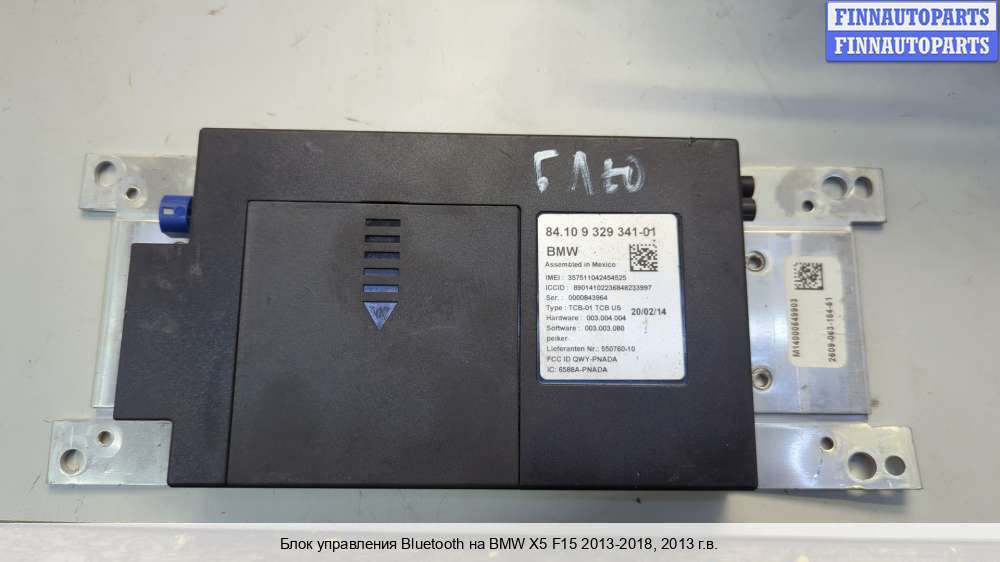 FINNAUTOPARTS
FINNAUTOPARTS
84.10 9 329 341-01
BMW
Assembled in Mexico
IMEI : 357511042454525
ICCID : 89014102236848233997
Ser. : 0000843964
Type : TCB-01 TCB US 20/02/14
Hardware : 003.004.004
Software : 003.003.080
peiker
Lieferanten Nr.: 550760-10
FCC ID QWY-PNADA
IC: 6588A-PNADA
M14000649903
2609-063-164-61
Блок управления Bluetooth на BMW X5 F15 2013-2018, 2013 г.в.